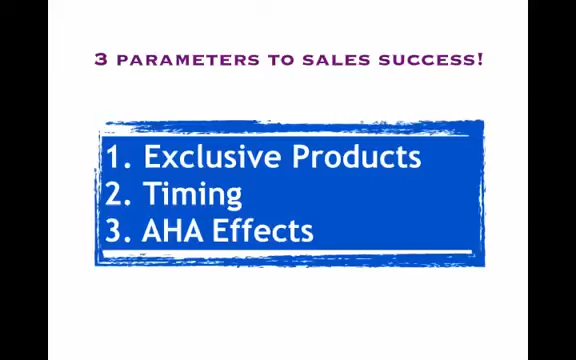 3 PARAMETERS TO SALES SUCCESS!
1. Exclusive Products
2. Timing
3. AHA Effects